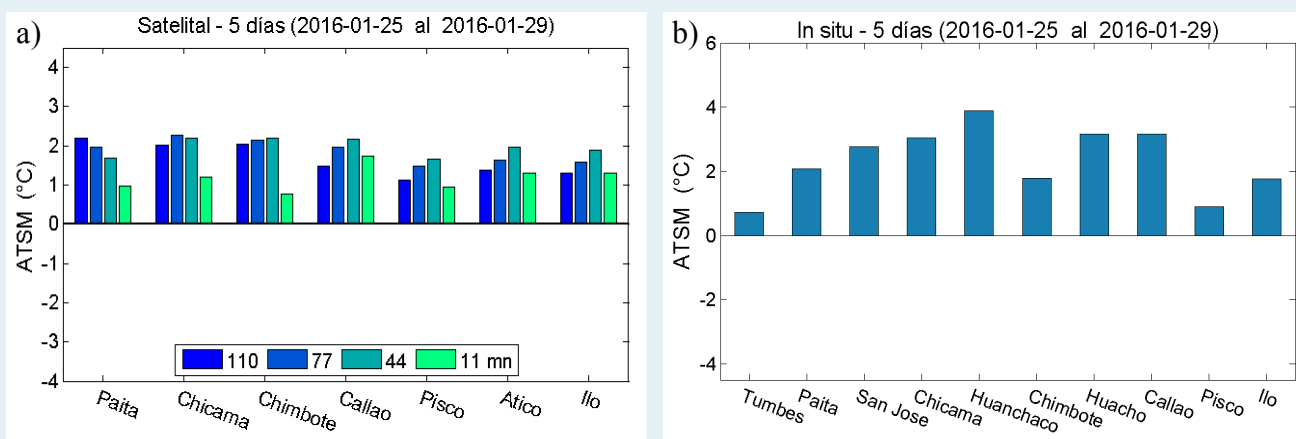 a)
Satelital - 5 días (2016-01-25 al 2016-01-29)
ATSM (°C)
4
3
2
1
0
-1
-2
-3
-4
110 77 44 11 mn
Paita Chicama Chimbote Callao Pisco Atico Ilo
b)
In situ - 5 días (2016-01-25 al 2016-01-29)
ATSM (°C)
6
4
2
0
-2
-4
Tumbes Paita San Jose Chicama Huanchaco Chimbote Huacho Callao Pisco Ilo